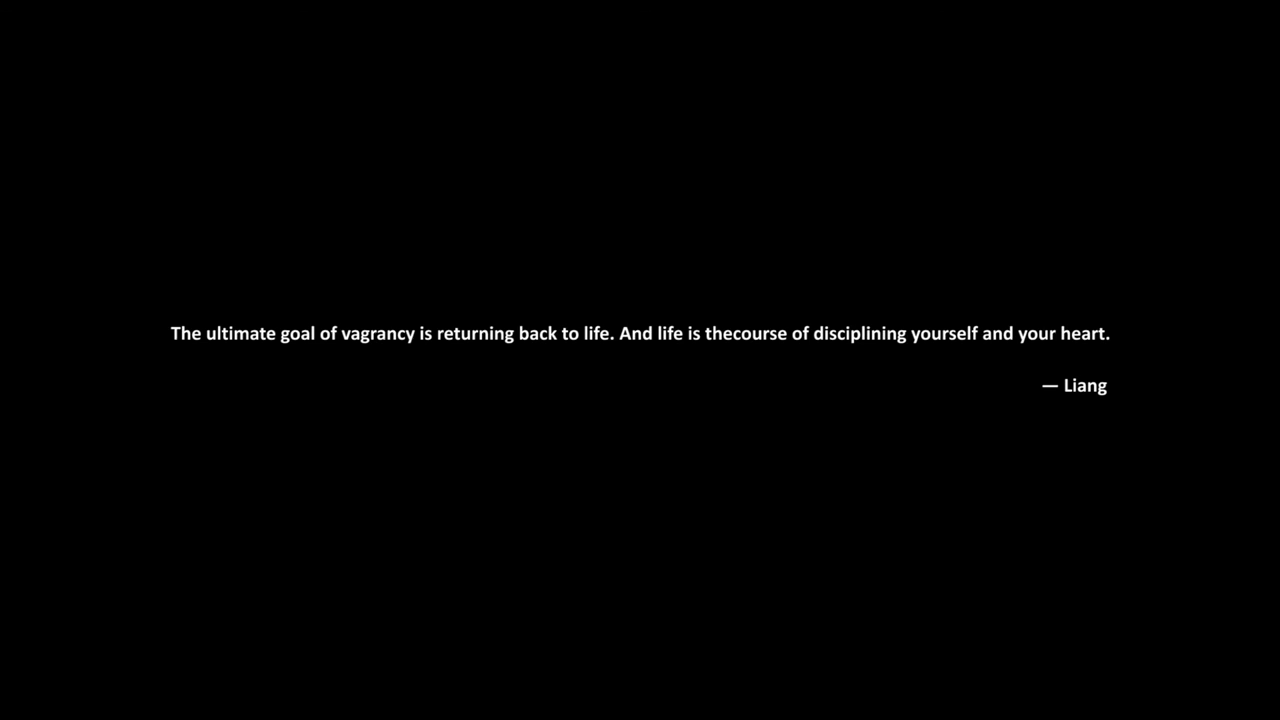 The ultimate goal of vagrancy is returning back to life. And life is thecourse of disciplining yourself and your heart.
— Liang